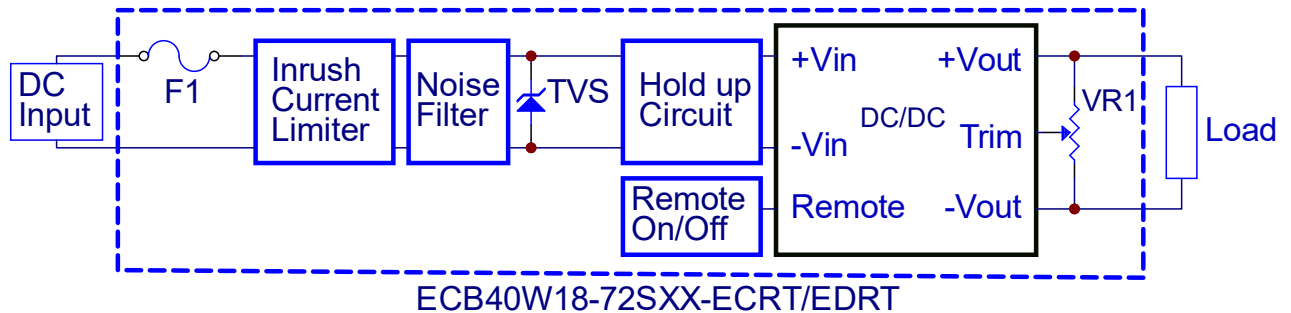 DC
Input
F1
Inrush
Current
Limiter
Noise
Filter
TVS
Hold up
Circuit
Remote
On/Off
+Vin
-Vin
Remote
DC/DC
+Vout
Trim
-Vout
VR1
Load
ECB40W18-72SXX-ECRT/EDRT